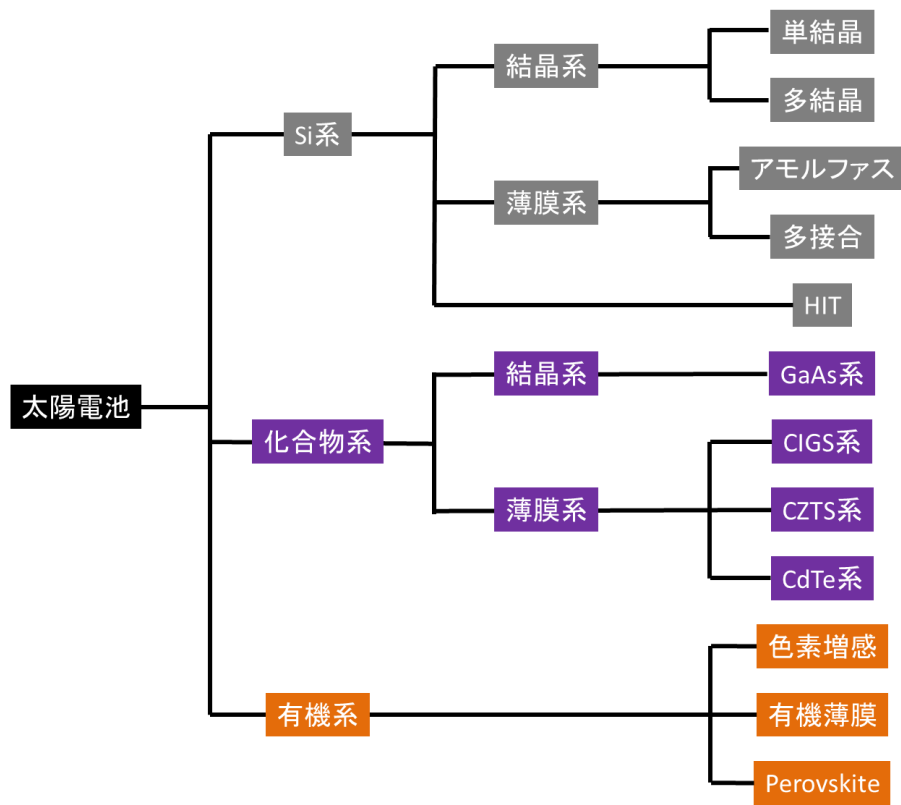 太陽電池
Si系
結晶系
単結晶
多結晶
薄膜系
アモルファス
多接合
HIT
化合物系
結晶系
GaAs系
薄膜系
CIGS系
CZTS系
CdTe系
有機系
色素増感
有機薄膜
Perovskite